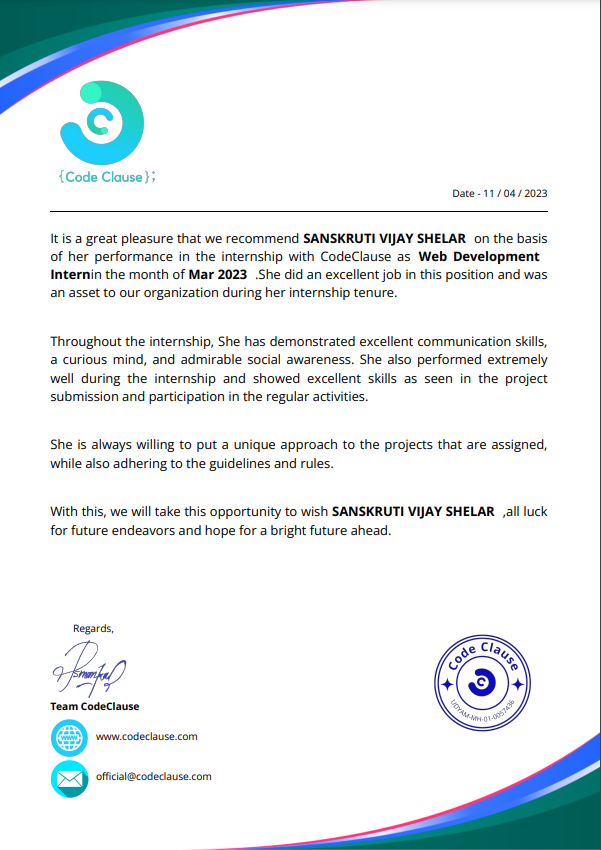 {Code Clause};
Date - 11 / 04 / 2023
It is a great pleasure that we recommend SANSKRUTI VIJAY SHELAR on the basis
of her performance in the internship with CodeClause as Web Development
Internin the month of Mar 2023 .She did an excellent job in this position and was
an asset to our organization during her internship tenure.
Throughout the internship, She has demonstrated excellent communication skills,
a curious mind, and admirable social awareness. She also performed extremely
well during the internship and showed excellent skills as seen in the project
submission and participation in the regular activities.
She is always willing to put a unique approach to the projects that are assigned,
while also adhering to the guidelines and rules.
With this, we will take this opportunity to wish SANSKRUTI VIJAY SHELAR ,all luck
for future endeavors and hope for a bright future ahead.
Regards,
Team CodeClause
www.codeclause.com
official@codeclause.com
Code Clause
UDYAM-MH-01-0057436